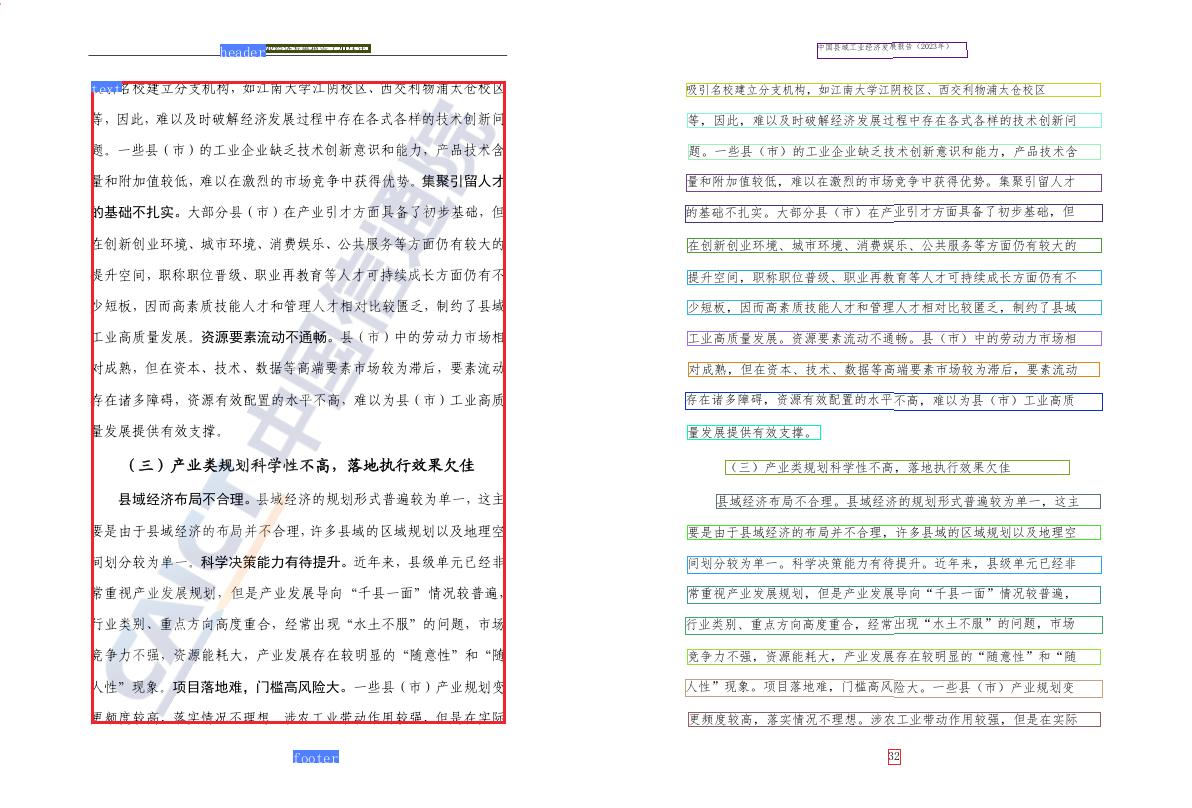 header
text
名校建立分支机构，如江南大学江阴校区、西交利物浦太仓校区
等，因此，难以及时破解经济发展过程中存在各式各样的技术创新问
题。一些县（市）的工业企业缺乏技术创新意识和能力，产品技术含
量和附加值较低，难以在激烈的市场竞争中获得优势。集聚引留人才
的基础不扎实。大部分县（市）在产业引才方面具备了初步基础，但
在创新创业环境、城市环境、消费娱乐、公共服务等方面仍有较大的
提升空间，职称职位晋级、职业再教育等人才可持续成长方面仍有不
少短板，因而高素质技能人才和管理人才相对比较匮乏，制约了县域
工业高质量发展。资源要素流动不通畅。县（市）中的劳动力市场相
对成熟，但在资本、技术、数据等高端要素市场较为滞后，要素流动
存在诸多障碍，资源有效配置的水平不高，难以为县（市）工业高质
量发展提供有效支撑。
（三）产业类规划科学性不高，落地执行效果欠佳
县域经济布局不合理。县域经济的规划形式普遍较为单一，这主
要是由于县域经济的布局并不合理，许多县域的区域规划以及地理空
间划分较为单一。科学决策能力有待提升。近年来，县级单元已经非
常重视产业发展规划，但是产业发展导向“千县一面”情况较普遍，
行业类别、重点方向高度重合，经常出现“水土不服”的问题，市场
竞争力不强，资源能耗大，产业发展存在较明显的“随意性”和“随
人性”现象。项目落地难，门槛高风险大。一些县（市）产业规划变
更频度较高，落实情况不理想。涉农工业带动作用较强，但是在实际
CAICT 中国信通院
footer
中国县域工业经济发展报告（2023年）
吸引名校建立分支机构，如江南大学江阴校区、西交利物浦太仓校区
等，因此，难以及时破解经济发展过程中存在各式各样的技术创新问
题。一些县（市）的工业企业缺乏技术创新意识和能力，产品技术含
量和附加值较低，难以在激烈的市场竞争中获得优势。集聚引留人才
的基础不扎实。大部分县（市）在产业引才方面具备了初步基础，但
在创新创业环境、城市环境、消费娱乐、公共服务等方面仍有较大的
提升空间，职称职位普级、职业再教育等人才可持续成长方面仍有不
少短板，因而高素质技能人才和管理人才相对比较匮乏，制约了县域
工业高质量发展。资源要素流动不通畅。县（市）中的劳动力市场相
对成熟，但在资本、技术、数据等高端要素市场较为滞后，要素流动
存在诸多障碍，资源有效配置的水平不高，难以为县（市）工业高质
量发展提供有效支撑。
（三）产业类规划科学性不高，落地执行效果欠佳
县域经济布局不合理。县域经济的规划形式普遍较为单一，这主
要是由于县域经济的布局并不合理，许多县域的区域规划以及地理空
间划分较为单一。科学决策能力有待提升。近年来，县级单元已经非
常重视产业发展规划，但是产业发展导向“千县一面”情况较普遍，
行业类别、重点方向高度重合，经常出现“水土不服”的问题，市场
竞争力不强，资源能耗大，产业发展存在较明显的“随意性”和“随
人性”现象。项目落地难，门槛高风险大。一些县（市）产业规划变
更频度较高，落实情况不理想。涉农工业带动作用较强，但是在实际
32